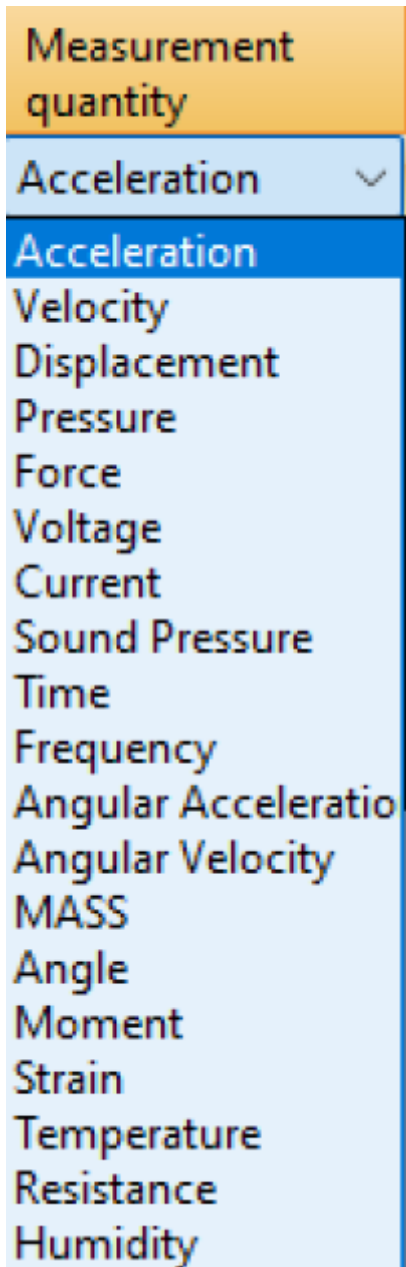 Measurement
quantity
Acceleration
Acceleration
Velocity
Displacement
Pressure
Force
Voltage
Current
Sound Pressure
Time
Frequency
Angular Acceleratio
Angular Velocity
MASS
Angle
Moment
Strain
Temperature
Resistance
Humidity